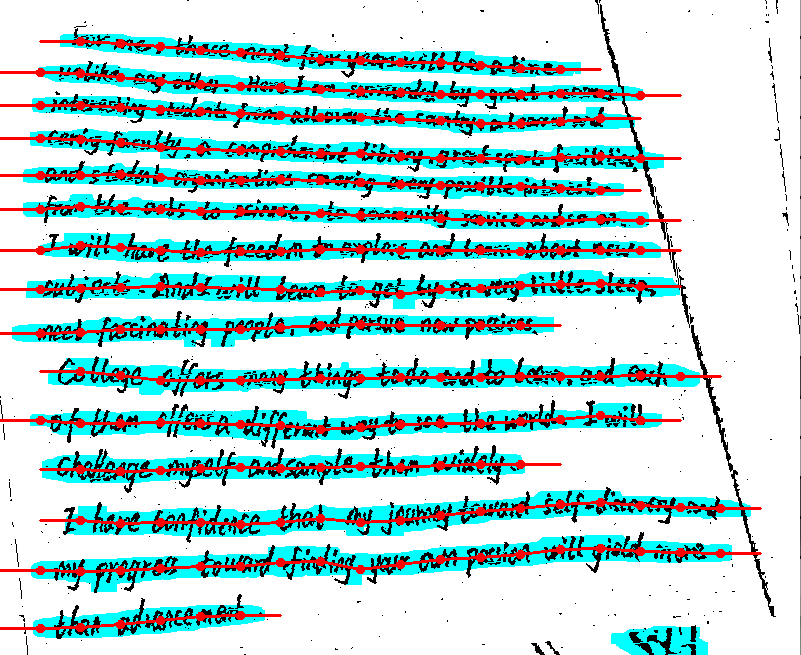 For me, these next four years will be a time
unlike any other. Here I am surrounded by great
interesting students from all over the country, a learned and
caring faculty, a comprehensive library, great sports facilities,
and student organizations covering every possible interest
from the arts to science, to community service and so on.
I will have the freedom to explore and learn about new
subjects. And I will learn to get by on very little sleep,
meet fascinating people, and pursue new passions.
College offers many things to do and to learn, and each
of them offers a different way to see the world. I will
challenge myself and sample them widely.
I have confidence that my journey toward self-discovery and
my progress toward finding your own passion will yield more
than advancement